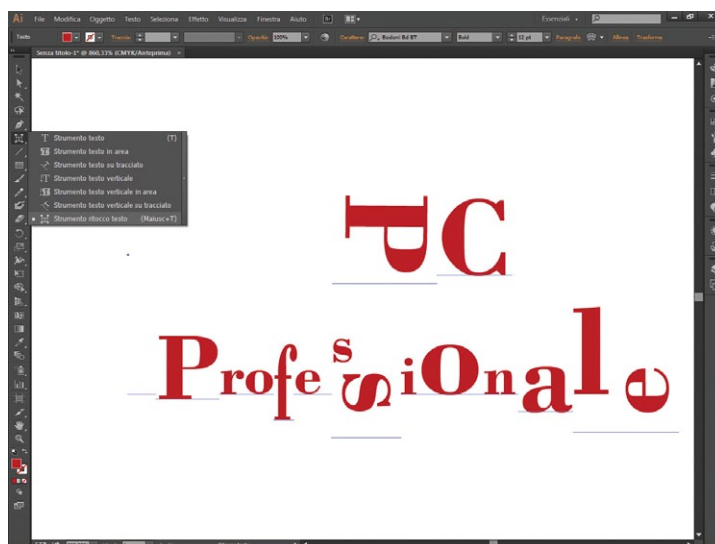 Ai File Modifica Oggetto Testo Seleziona Effetto Visualizza Finestra Aiuto Br Essenziali
Testo Traccia: Opacità: 100% Carattere: Bodoni Bd BT Bold 12 pt Paragrafo Allinea Trasforma
Senza titolo-1* @ 860,33% (CMYK/Anteprima) ×
Strumento testo (T)
Strumento testo in area
Strumento testo su tracciato
Strumento testo verticale
Strumento testo verticale in area
Strumento testo verticale su tracciato
Strumento ritocco testo (Maiusc+T)
PC
Professionale